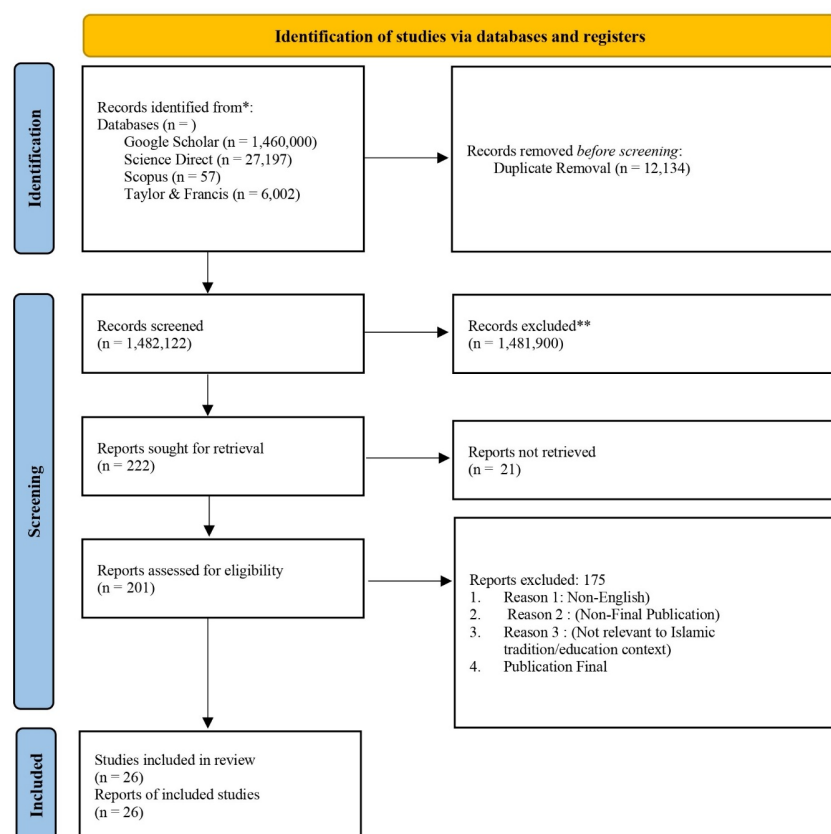 Identification of studies via databases and registers
Identification
Records identified from*:
Databases (n = )
Google Scholar (n = 1,460,000)
Science Direct (n = 27,197)
Scopus (n = 57)
Taylor & Francis (n = 6,002)
Records removed before screening:
Duplicate Removal (n = 12,134)
Screening
Records screened
(n = 1,482,122)
Records excluded**
(n = 1,481,900)
Reports sought for retrieval
(n = 222)
Reports not retrieved
(n = 21)
Reports assessed for eligibility
(n = 201)
Reports excluded: 175
1. Reason 1: Non-English)
2. Reason 2 : (Non-Final Publication)
3. Reason 3 : (Not relevant to Islamic
tradition/education context)
4. Publication Final
Included
Studies included in review
(n = 26)
Reports of included studies
(n = 26)